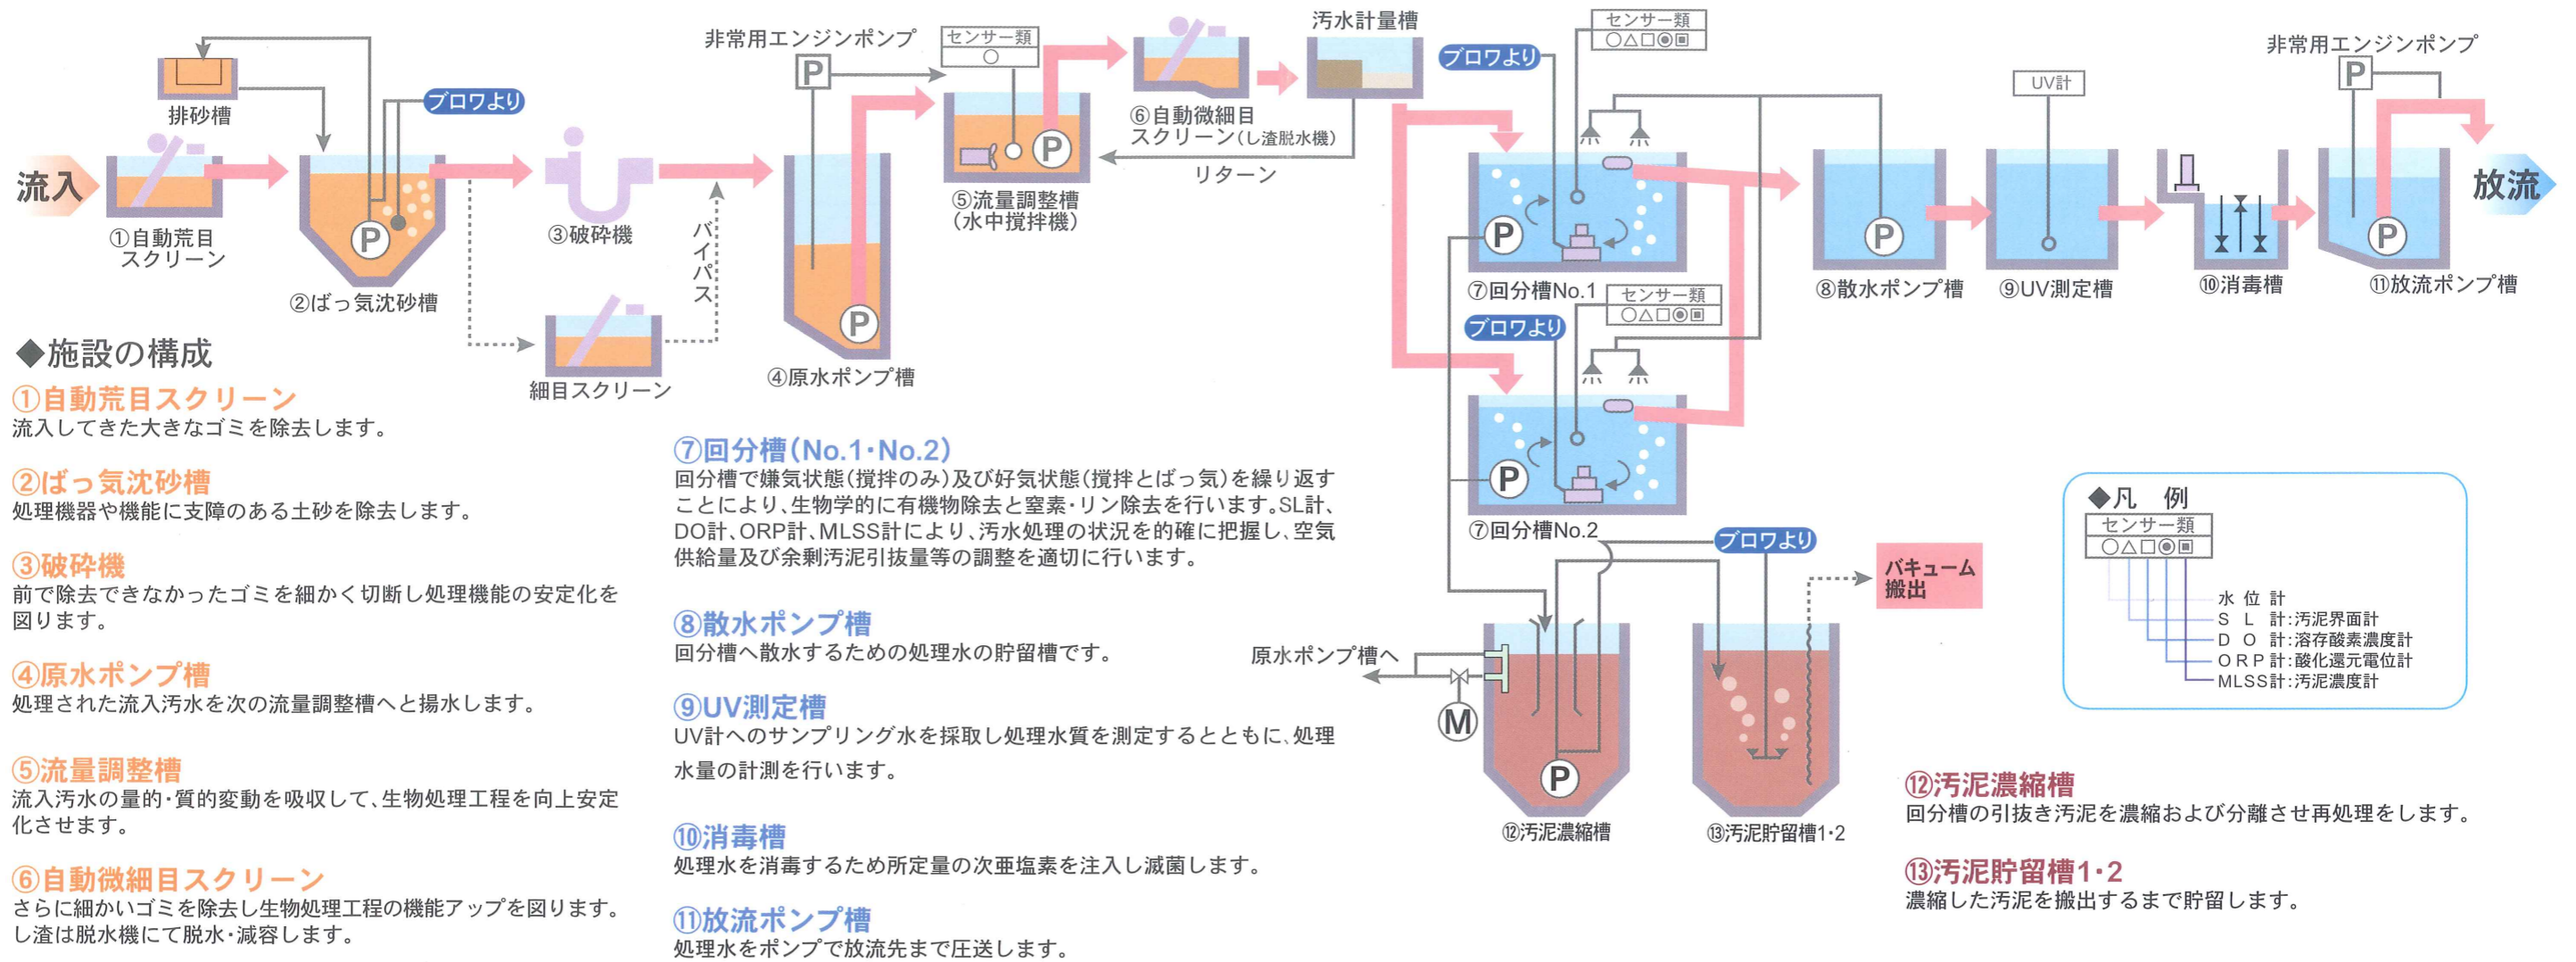 非常用エンジンポンプ
P
センサー類
○
汚水計量槽
ブロワより
センサー類
○△□◉▣
非常用エンジンポンプ
P
UV計
排砂槽
ブロワより
⑥自動微細目
スクリーン(し渣脱水機)
リターン
流入
①自動荒目
スクリーン
P
②ばっ気沈砂槽
③破砕機
バイパス
細目スクリーン
P
④原水ポンプ槽
P
⑤流量調整槽
(水中撹拌機)
P
⑦回分槽No.1
センサー類
○△□◉▣
ブロワより
P
⑦回分槽No.2
P
⑧散水ポンプ槽
⑨UV測定槽
⑩消毒槽
P
⑪放流ポンプ槽
放流
ブロワより
バキューム
搬出
原水ポンプ槽へ
M
P
⑫汚泥濃縮槽
⑬汚泥貯留槽1・2
◆凡 例
センサー類
○△□◉▣
水 位 計
S L 計:汚泥界面計
D O 計:溶存酸素濃度計
ORP計:酸化還元電位計
MLSS計:汚泥濃度計
◆施設の構成
①自動荒目スクリーン
流入してきた大きなゴミを除去します。
②ばっ気沈砂槽
処理機器や機能に支障のある土砂を除去します。
③破砕機
前で除去できなかったゴミを細かく切断し処理機能の安定化を
図ります。
④原水ポンプ槽
処理された流入汚水を次の流量調整槽へと揚水します。
⑤流量調整槽
流入汚水の量的・質的変動を吸収して、生物処理工程を向上安定
化させます。
⑥自動微細目スクリーン
さらに細かいゴミを除去し生物処理工程の機能アップを図ります。
し渣は脱水機にて脱水・減容します。
⑦回分槽(No.1・No.2)
回分槽で嫌気状態(撹拌のみ)及び好気状態(撹拌とばっ気)を繰り返す
ことにより、生物学的に有機物除去と窒素・リン除去を行います。SL計、
DO計、ORP計、MLSS計により、汚水処理の状況を的確に把握し、空気
供給量及び余剰汚泥引抜量等の調整を適切に行います。
⑧散水ポンプ槽
回分槽へ散水するための処理水の貯留槽です。
⑨UV測定槽
UV計へのサンプリング水を採取し処理水質を測定するとともに、処理
水量の計測を行います。
⑩消毒槽
処理水を消毒するため所定量の次亜塩素を注入し滅菌します。
⑪放流ポンプ槽
処理水をポンプで放流先まで圧送します。
⑫汚泥濃縮槽
回分槽の引抜き汚泥を濃縮および分離させ再処理をします。
⑬汚泥貯留槽1・2
濃縮した汚泥を搬出するまで貯留します。